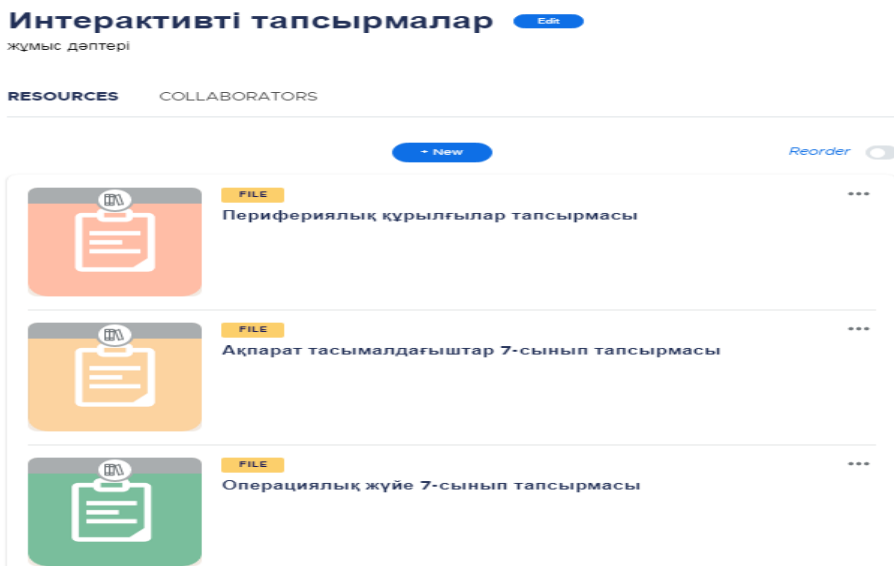 Интерактивті тапсырмалар Edit
жұмыс дәптері
RESOURCES COLLABORATORS
+ New Reorder
FILE
Перифериялық құрылғылар тапсырмасы
FILE
Ақпарат тасымалдағыштар 7-сынып тапсырмасы
FILE
Операциялық жүйе 7-сынып тапсырмасы